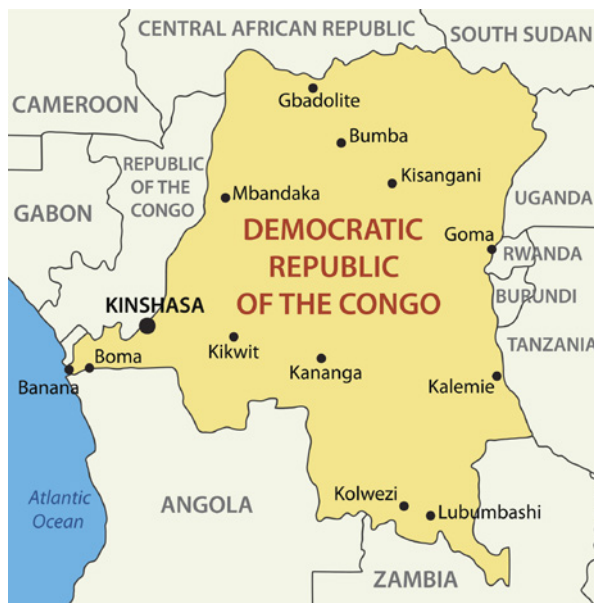 CENTRAL AFRICAN REPUBLIC
SOUTH SUDAN
CAMEROON
Gbadolite
Bumba
REPUBLIC
OF THE
CONGO
Kisangani
Mbandaka
UGANDA
GABON
DEMOCRATIC
REPUBLIC
OF THE CONGO
Goma
RWANDA
BURUNDI
KINSHASA
Kikwit
TANZANIA
Boma
Kananga
Banana
Kalemie
Atlantic
Ocean
ANGOLA
Kolwezi
Lubumbashi
ZAMBIA